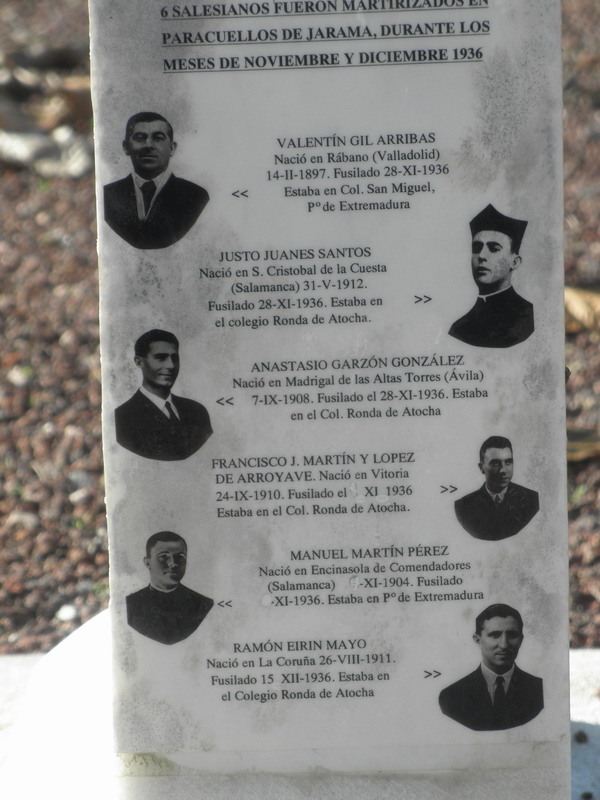 6 SALESIANOS FUERON MARTIRIZADOS EN
PARACUELLOS DE JARAMA, DURANTE LOS
MESES DE NOVIEMBRE Y DICIEMBRE 1936
VALENTÍN GIL ARRIBAS
Nació en Rábano (Valladolid)
14-II-1897. Fusilado 28-XI-1936
<< Estaba en Col. San Miguel,
Pº de Extremadura
JUSTO JUANES SANTOS
Nació en S. Cristobal de la Cuesta
(Salamanca) 31-V-1912.
Fusilado 28-XI-1936. Estaba en >>
el colegio Ronda de Atocha.
ANASTASIO GARZÓN GONZÁLEZ
Nació en Madrigal de las Altas Torres (Ávila)
<< 7-IX-1908. Fusilado el 28-XI-1936. Estaba
en el Col. Ronda de Atocha
FRANCISCO J. MARTÍN Y LOPEZ
DE ARROYAVE. Nació en Vitoria
24-IX-1910. Fusilado el XI 1936 >>
Estaba en el Col. Ronda de Atocha.
MANUEL MARTÍN PÉREZ
Nació en Encinasola de Comendadores
(Salamanca) -XI-1904. Fusilado
<< -XI-1936. Estaba en Pº de Extremadura
RAMÓN EIRIN MAYO
Nació en La Coruña 26-VIII-1911.
Fusilado 15 XII-1936. Estaba en >>
el Colegio Ronda de Atocha